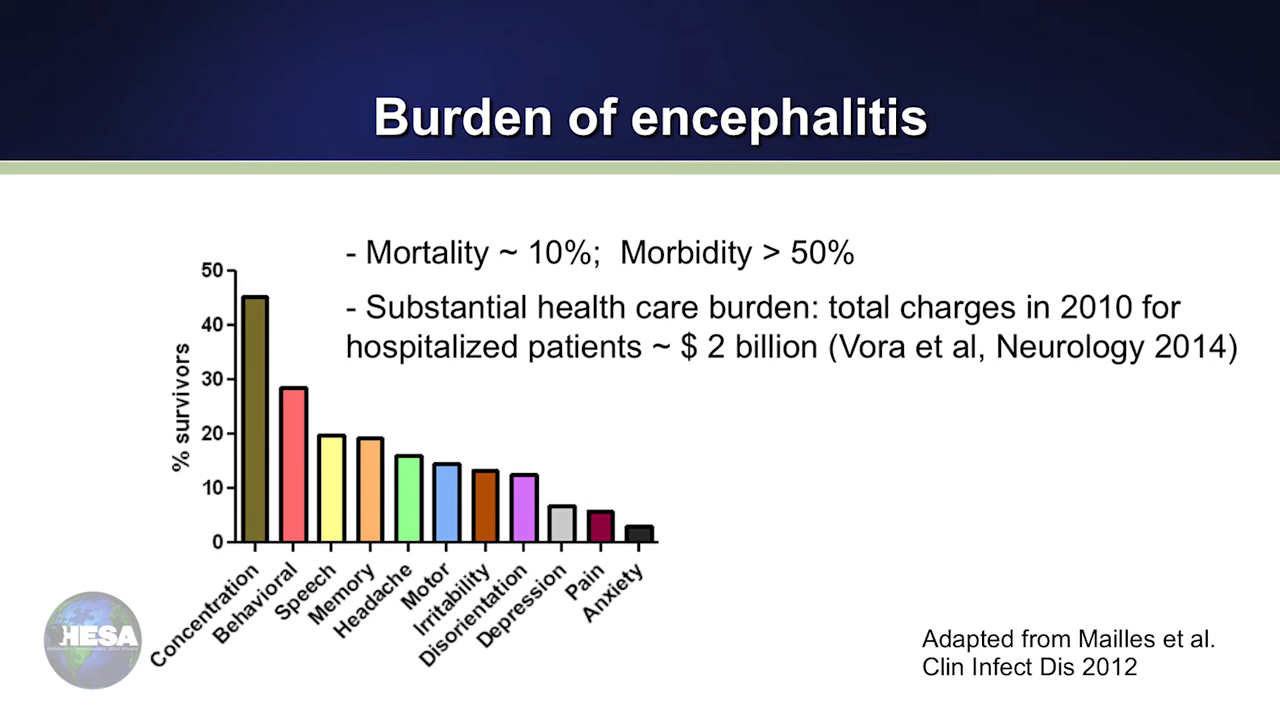 Burden of encephalitis
- Mortality ~ 10%;  Morbidity > 50%
- Substantial health care burden: total charges in 2010 for
hospitalized patients ~ $ 2 billion (Vora et al, Neurology 2014)
% survivors
50
40
30
20
10
0
Concentration
Behavioral
Speech
Memory
Headache
Motor
Irritability
Disorientation
Depression
Pain
Anxiety
HESA
Adapted from Mailles et al.
Clin Infect Dis 2012